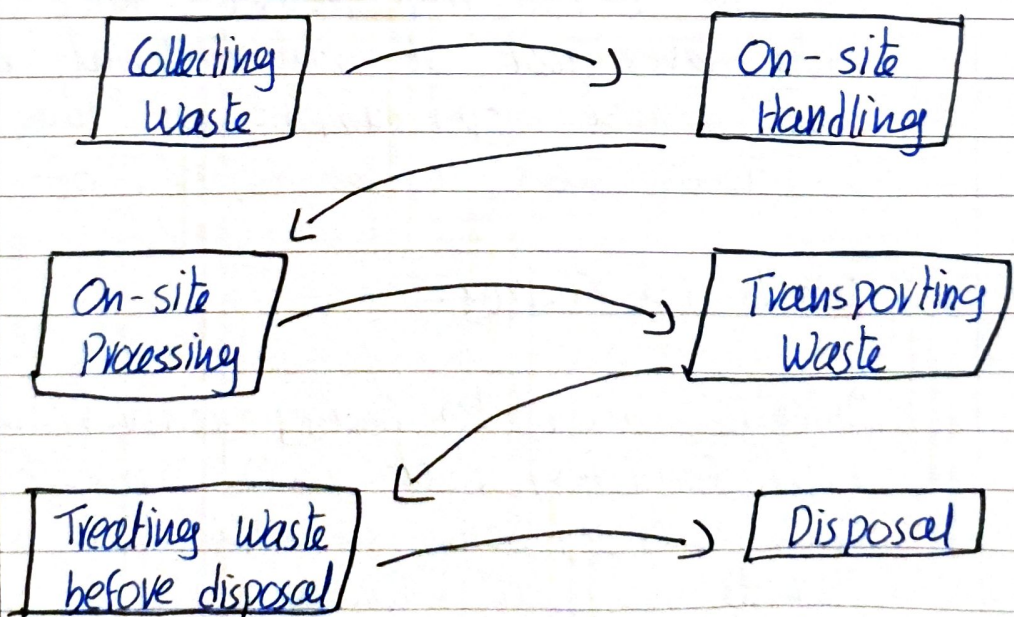 Collecting
Waste
On-site
Handling
On-site
Processing
Transporting
Waste
Treating waste
before disposal
Disposal